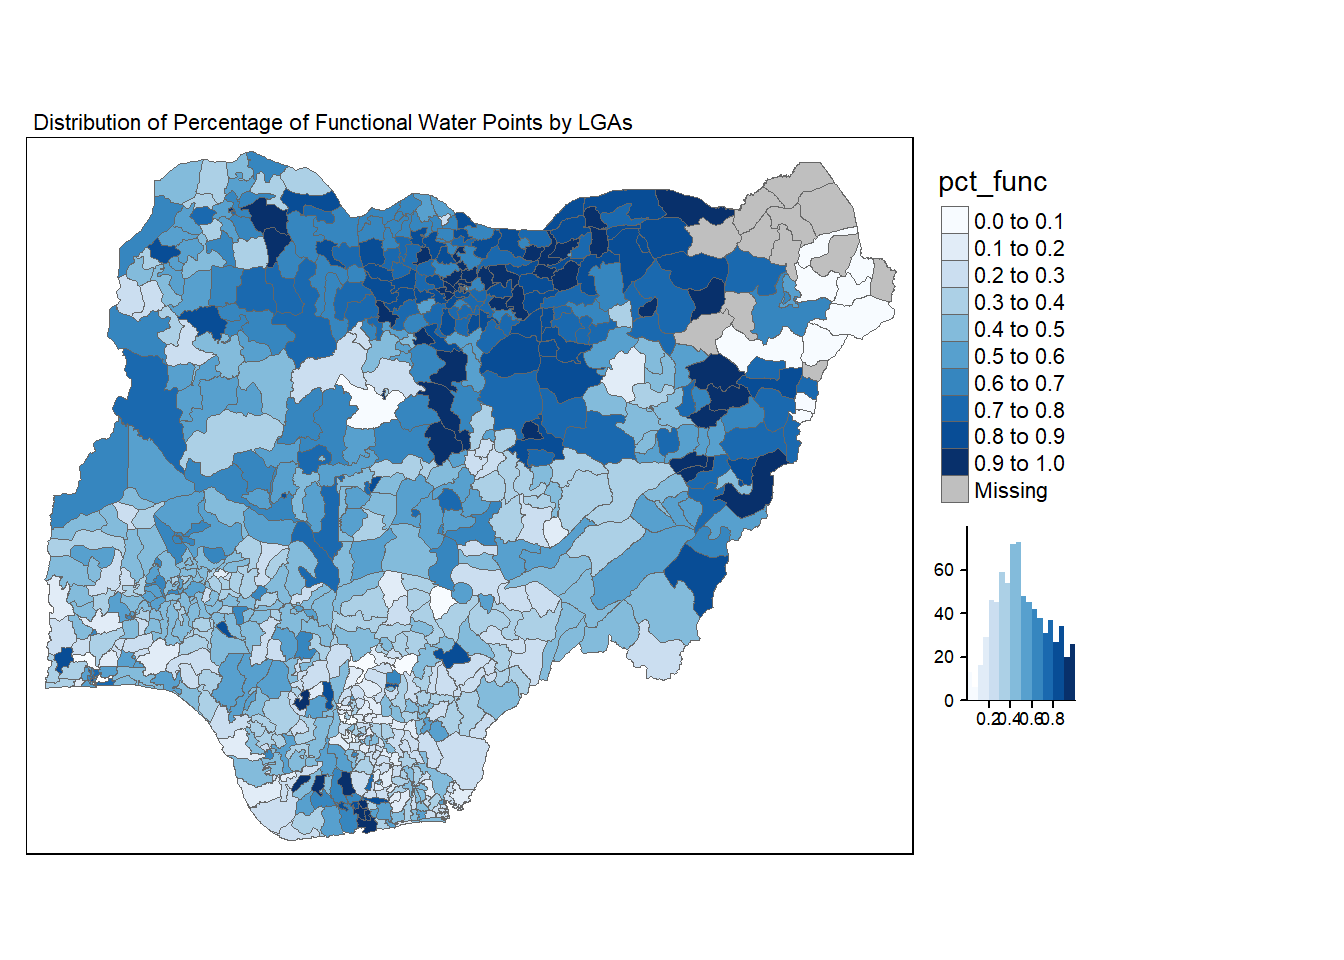 Distribution of Percentage of Functional Water Points by LGAs
pct_func
0.0 to 0.1
0.1 to 0.2
0.2 to 0.3
0.3 to 0.4
0.4 to 0.5
0.5 to 0.6
0.6 to 0.7
0.7 to 0.8
0.8 to 0.9
0.9 to 1.0
Missing
60
40
20
0
0.2 0.4 0.6 0.8